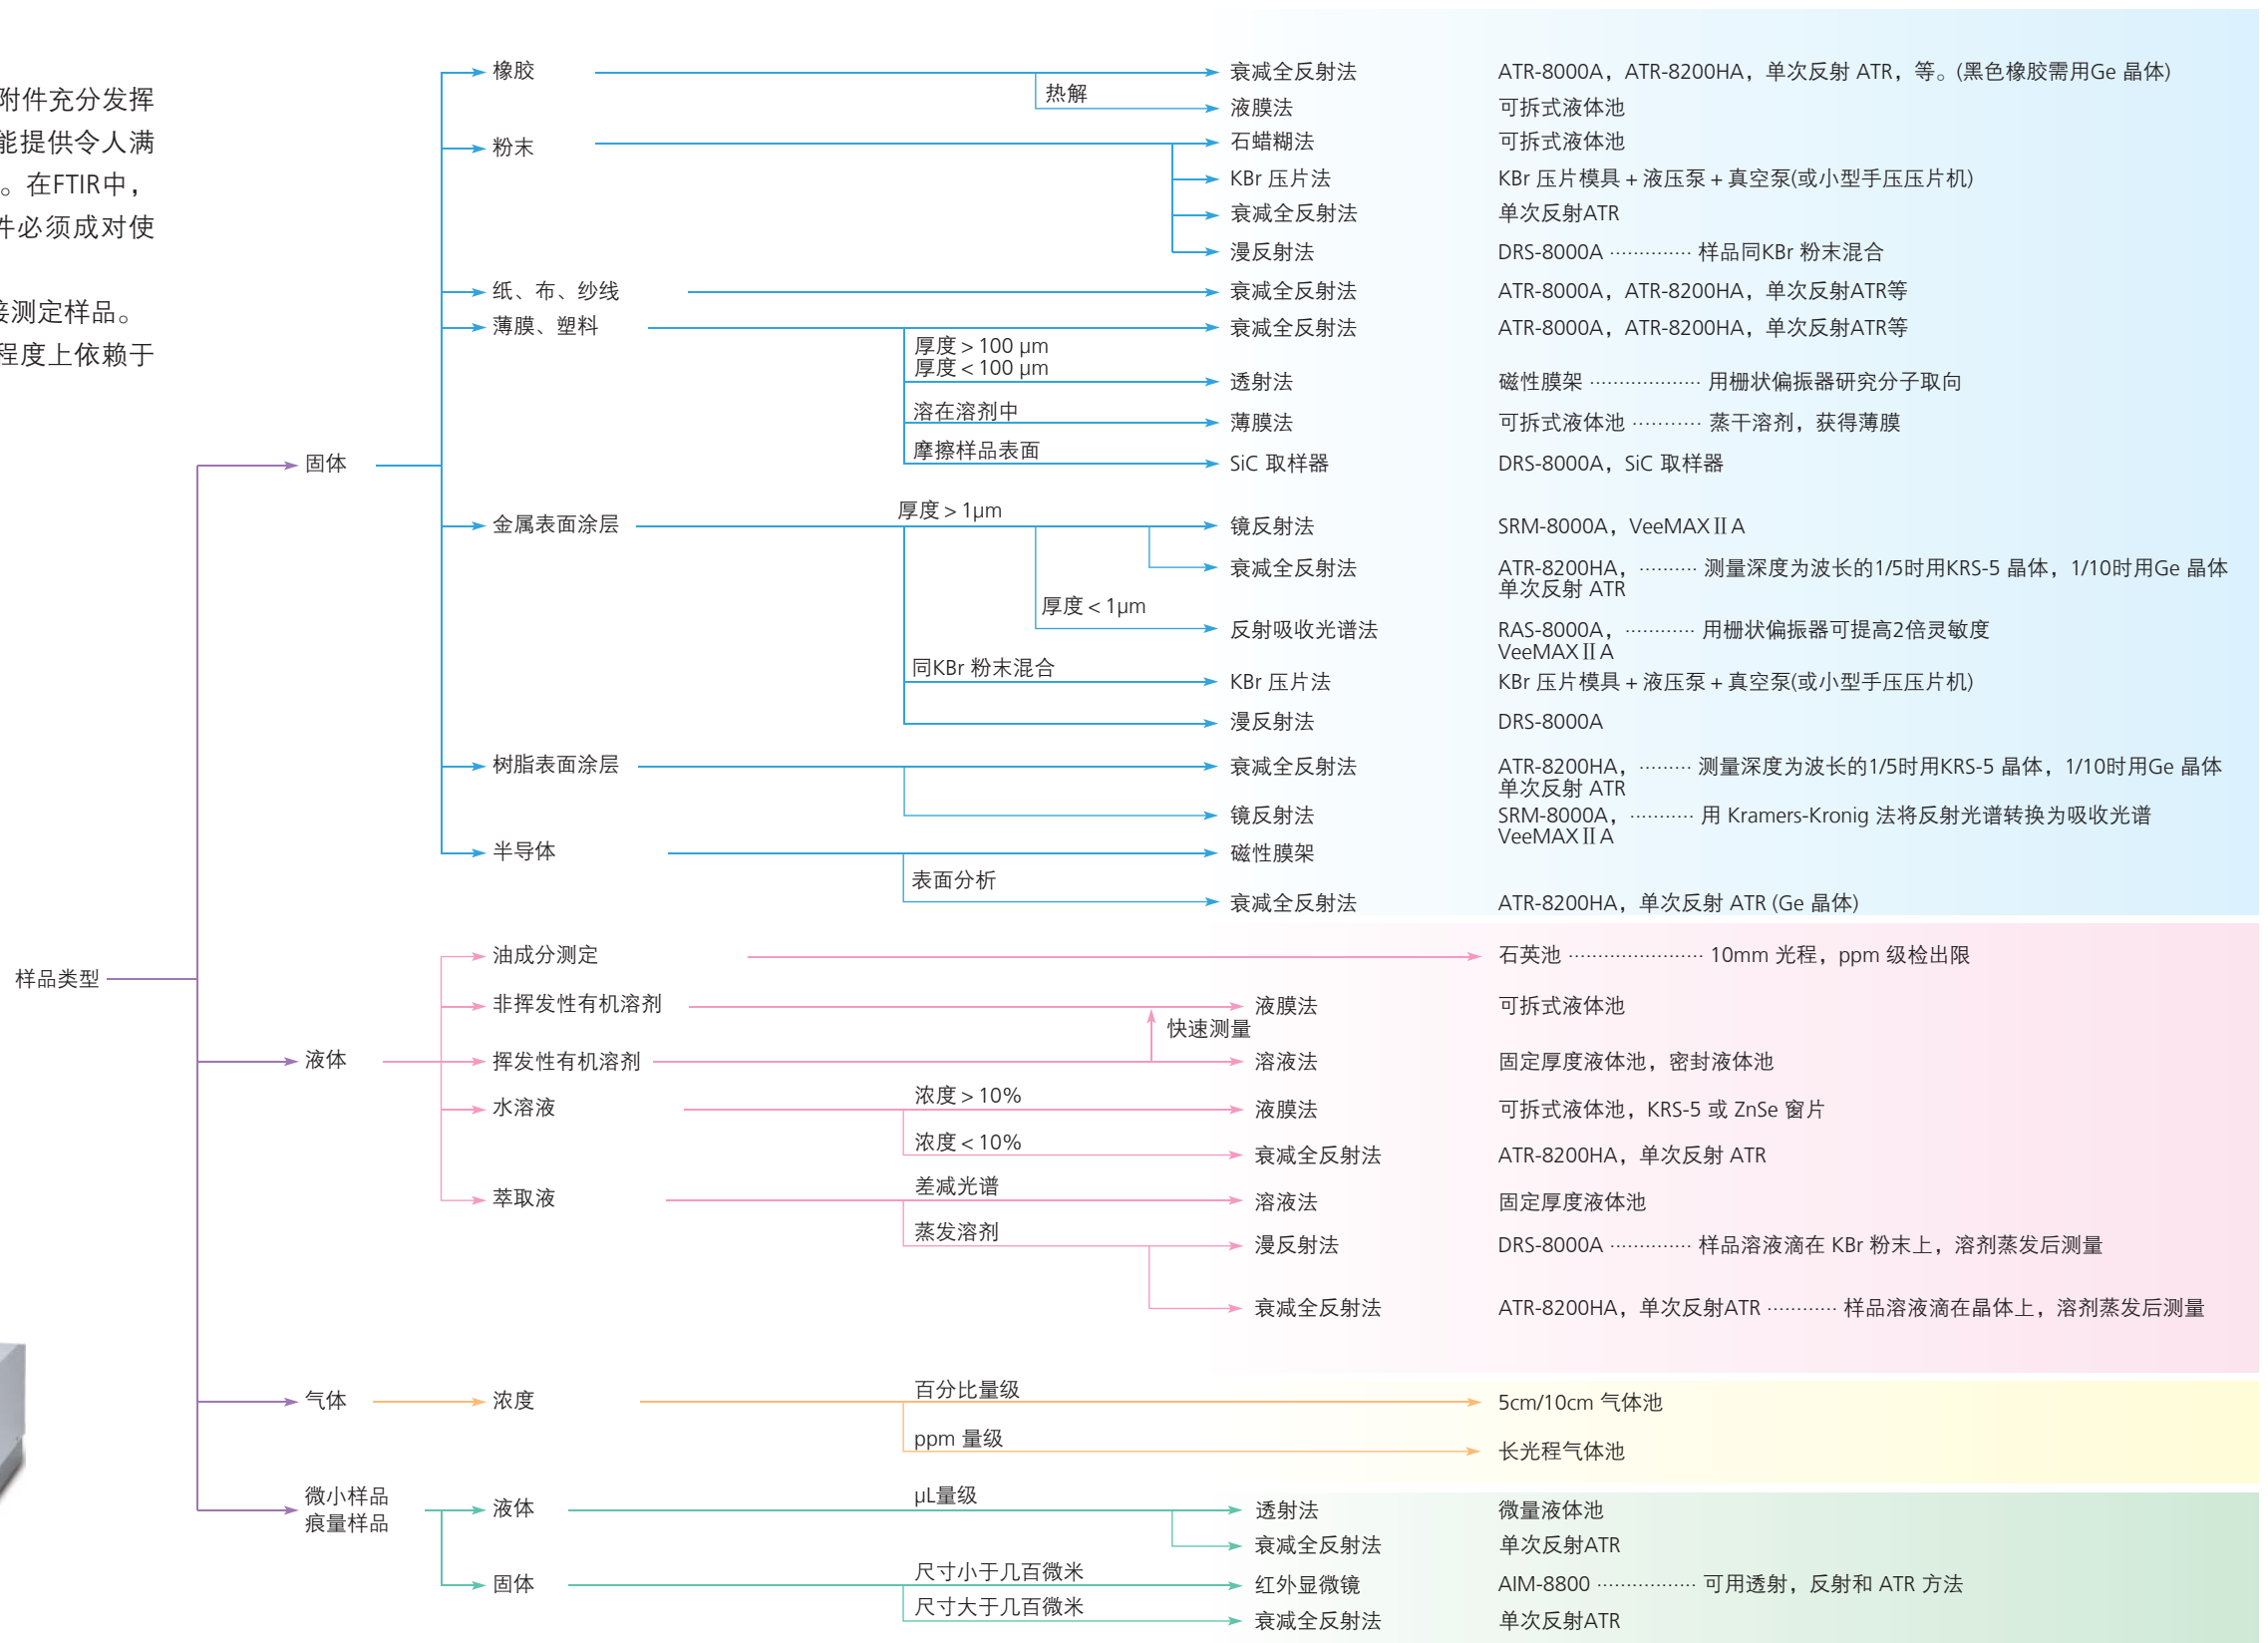 附件充分发挥
能提供令人满
。在FTIR中，
件必须成对使
接测定样品。
程度上依赖于
样品类型
固体
橡胶
衰减全反射法
ATR-8000A，ATR-8200HA，单次反射 ATR，等。(黑色橡胶需用Ge 晶体)
热解
液膜法
可拆式液体池
粉末
石蜡糊法
可拆式液体池
KBr 压片法
KBr 压片模具 + 液压泵 + 真空泵(或小型手压压片机)
衰减全反射法
单次反射ATR
漫反射法
DRS-8000A ·············· 样品同KBr 粉末混合
纸、布、纱线
衰减全反射法
ATR-8000A，ATR-8200HA，单次反射ATR等
薄膜、塑料
厚度 > 100 μm
衰减全反射法
ATR-8000A，ATR-8200HA，单次反射ATR等
厚度 < 100 μm
透射法
磁性膜架 ··················· 用栅状偏振器研究分子取向
溶在溶剂中
薄膜法
可拆式液体池 ············ 蒸干溶剂，获得薄膜
摩擦样品表面
SiC 取样器
DRS-8000A，SiC 取样器
金属表面涂层
厚度 > 1μm
镜反射法
SRM-8000A，VeeMAX II A
衰减全反射法
ATR-8200HA，·········· 测量深度为波长的1/5时用KRS-5 晶体，1/10时用Ge 晶体
单次反射 ATR
厚度 < 1μm
反射吸收光谱法
RAS-8000A，············ 用栅状偏振器可提高2倍灵敏度
VeeMAX II A
同KBr 粉末混合
KBr 压片法
KBr 压片模具 + 液压泵 + 真空泵(或小型手压压片机)
漫反射法
DRS-8000A
树脂表面涂层
衰减全反射法
ATR-8200HA，········· 测量深度为波长的1/5时用KRS-5 晶体，1/10时用Ge 晶体
单次反射 ATR
镜反射法
SRM-8000A，··········· 用 Kramers-Kronig 法将反射光谱转换为吸收光谱
VeeMAX II A
半导体
磁性膜架
表面分析
衰减全反射法
ATR-8200HA，单次反射 ATR (Ge 晶体)
液体
油成分测定
石英池 ······················· 10mm 光程，ppm 级检出限
非挥发性有机溶剂
液膜法
可拆式液体池
快速测量
挥发性有机溶剂
溶液法
固定厚度液体池，密封液体池
水溶液
浓度 > 10%
液膜法
可拆式液体池，KRS-5 或 ZnSe 窗片
浓度 < 10%
衰减全反射法
ATR-8200HA，单次反射 ATR
萃取液
差减光谱
溶液法
固定厚度液体池
蒸发溶剂
漫反射法
DRS-8000A ·············· 样品溶液滴在 KBr 粉末上，溶剂蒸发后测量
衰减全反射法
ATR-8200HA，单次反射ATR ············ 样品溶液滴在晶体上，溶剂蒸发后测量
气体
浓度
百分比量级
5cm/10cm 气体池
ppm 量级
长光程气体池
微小样品
痕量样品
液体
μL量级
透射法
微量液体池
衰减全反射法
单次反射ATR
固体
尺寸小于几百微米
红外显微镜
AIM-8800 ················· 可用透射，反射和 ATR 方法
尺寸大于几百微米
衰减全反射法
单次反射ATR